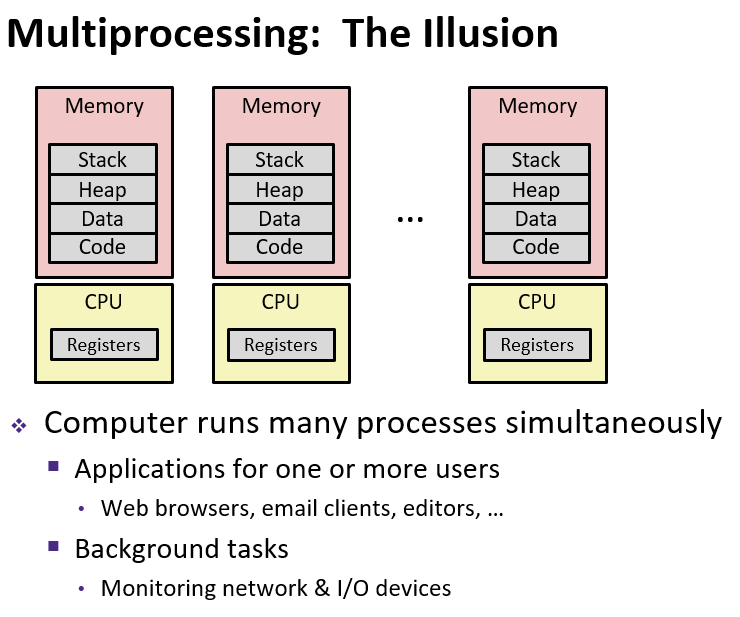 Multiprocessing: The Illusion
Memory
Stack
Heap
Data
Code
CPU
Registers
Memory
Stack
Heap
Data
Code
CPU
Registers
...
Memory
Stack
Heap
Data
Code
CPU
Registers
❖ Computer runs many processes simultaneously
▪ Applications for one or more users
• Web browsers, email clients, editors, …
▪ Background tasks
• Monitoring network & I/O devices